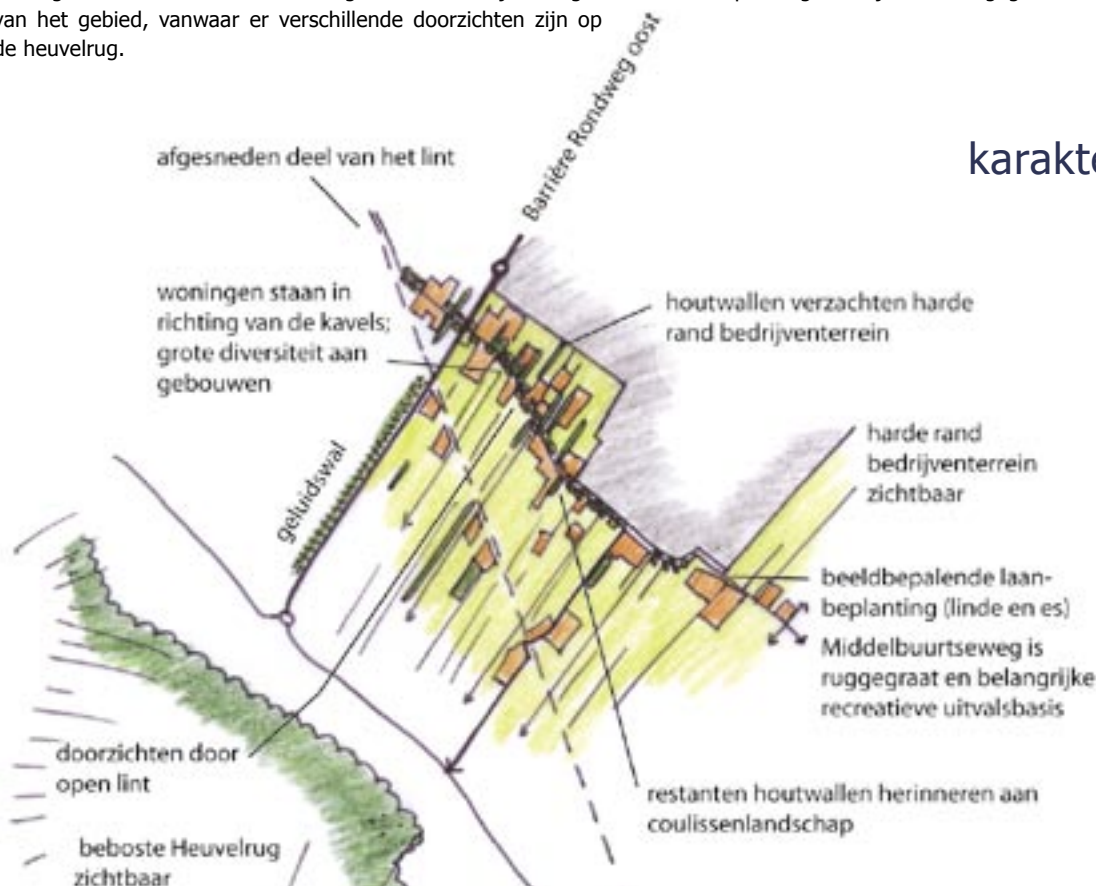 van het gebied, vanwaar er verschillende doorzichten zijn op
de heuvelrug.
karakte
Barrière Rondweg oost
afgesneden deel van het lint
woningen staan in
richting van de kavels;
grote diversiteit aan
gebouwen
houtwallen verzachten harde
rand bedrijventerrein
geluidswal
harde rand
bedrijventerrein
zichtbaar
beeldbepalende laan-
beplanting (linde en es)
Middelbuurtseweg is
ruggegraat en belangrijke
recreatieve uitvalsbasis
doorzichten door
open lint
restanten houtwallen herinneren aan
coulissenlandschap
beboste Heuvelrug
zichtbaar